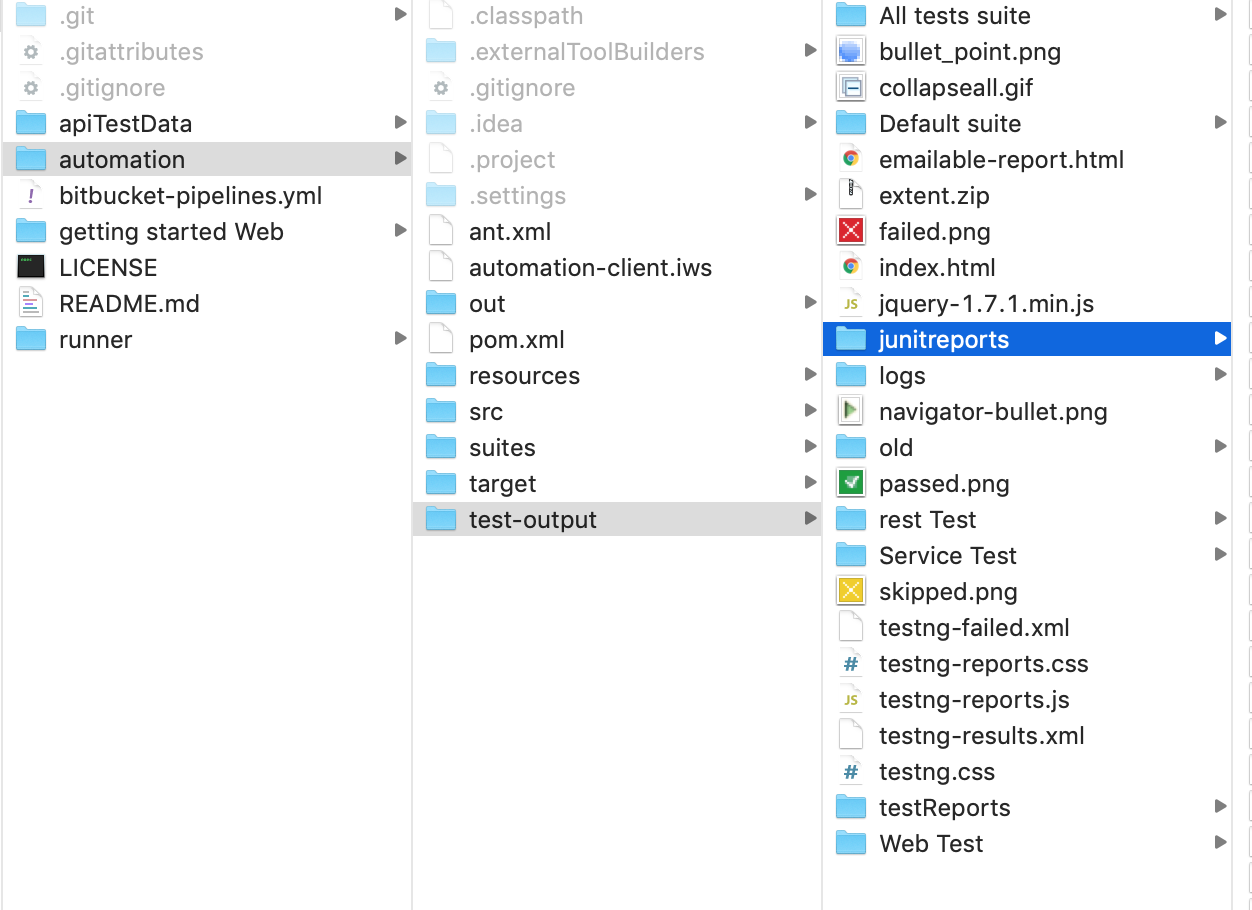 .git
.gitattributes
.gitignore
apiTestData
automation
bitbucket-pipelines.yml
getting started Web
LICENSE
README.md
runner
.classpath
.externalToolBuilders
.gitignore
.idea
.project
.settings
ant.xml
automation-client.iws
out
pom.xml
resources
src
suites
target
test-output
All tests suite
bullet_point.png
collapseall.gif
Default suite
emailable-report.html
extent.zip
failed.png
index.html
jquery-1.7.1.min.js
junitreports
logs
navigator-bullet.png
old
passed.png
rest Test
Service Test
skipped.png
testng-failed.xml
testng-reports.css
testng-reports.js
testng-results.xml
testng.css
testReports
Web Test